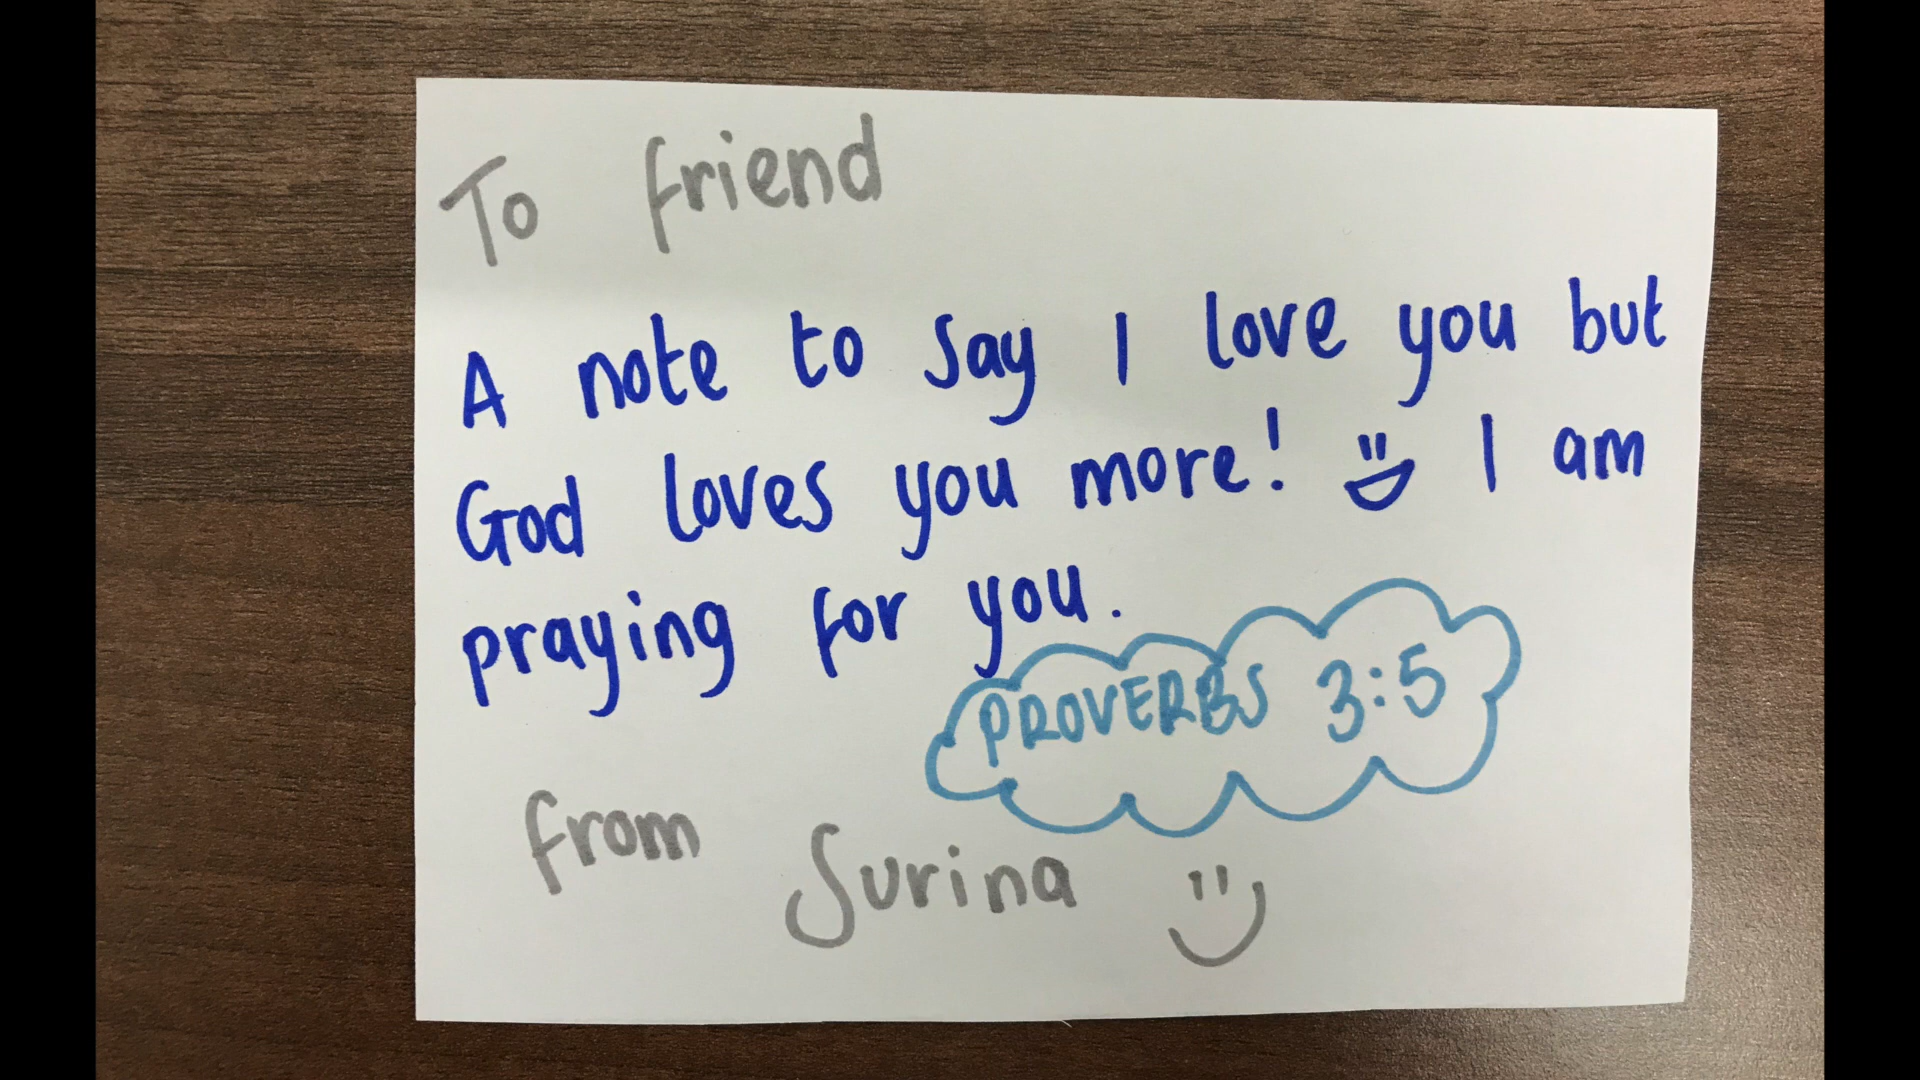 To friend
A note to say I love you but
God loves you more! I am
praying for you.
PROVERBS 3:5
from Surina